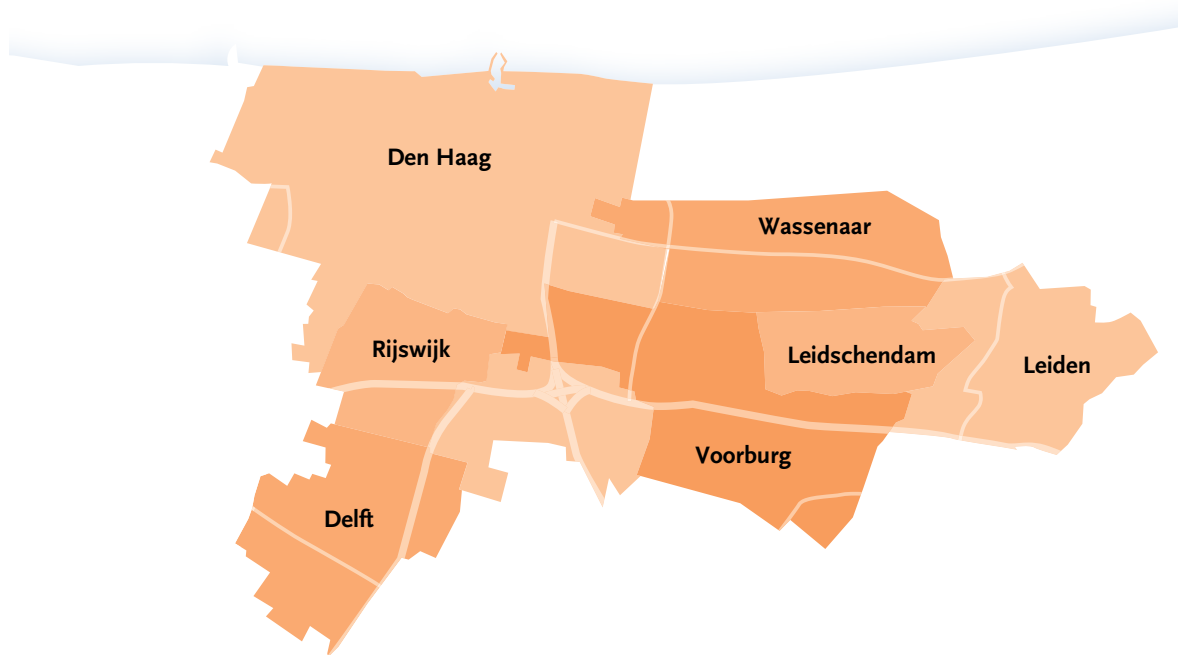 Den Haag
Wassenaar
Rijswijk
Leidschendam
Leiden
Voorburg
Delft